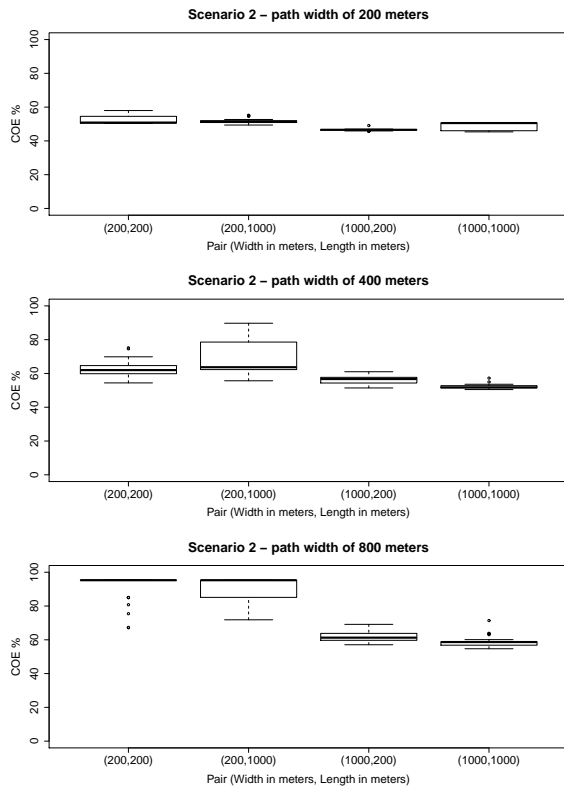 Scenario 2 – path width of 200 meters
100
80
60
40
20
0
COE %
(200,200) (200,1000) (1000,200) (1000,1000)
Pair (Width in meters, Length in meters)
Scenario 2 – path width of 400 meters
100
80
60
40
20
0
COE %
(200,200) (200,1000) (1000,200) (1000,1000)
Pair (Width in meters, Length in meters)
Scenario 2 – path width of 800 meters
100
80
60
40
20
0
COE %
(200,200) (200,1000) (1000,200) (1000,1000)
Pair (Width in meters, Length in meters)